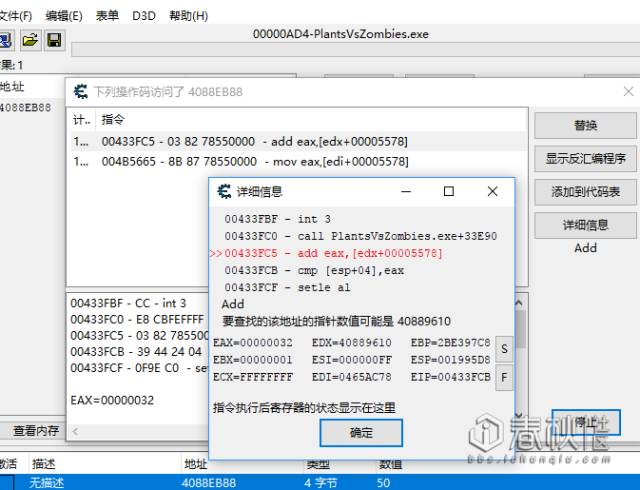 文件(F) 编辑(E) 表单 D3D 帮助(H)
00000AD4-PlantsVsZombies.exe
果: 1
地址
4088EB88
下列操作码访问了 4088EB88
计.. 指令
1... 00433FC5 - 03 82 78550000 - add eax,[edx+00005578]
1... 004B5665 - 8B 87 78550000 - mov eax,[edi+00005578]
替换
显示反汇编程序
添加到代码表
详细信息
Add
详细信息
00433FBF - int 3
00433FC0 - call PlantsVsZombies.exe+33E90
>>00433FC5 - add eax,[edx+00005578]
00433FCB - cmp [esp+04],eax
00433FCF - setle al
Add
要查找的该地址的指针数值可能是 40889610
EAX=00000032 EDX=40889610 EBP=2BE397C8
EBX=00000001 ESI=000000FF ESP=001995D8
ECX=FFFFFFFF EDI=0465AC78 EIP=00433FCB
S
F
指令执行后寄存器的状态显示在这里
确定
00433FBF - CC - int 3
00433FC0 - E8 CBFEFFFF
00433FC5 - 03 82 7855000
00433FCB - 39 44 24 04
00433FCF - 0F9E C0 - se
EAX=00000032
停止
查看内存
激活 描述 地址 类型 数值
无描述 4088EB88 4 字节 50